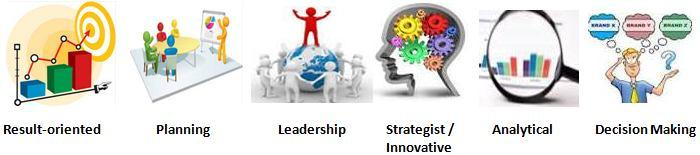 BRAND X BRAND Y BRAND Z
?
Result-oriented Planning Leadership Strategist / Analytical Decision Making
Innovative